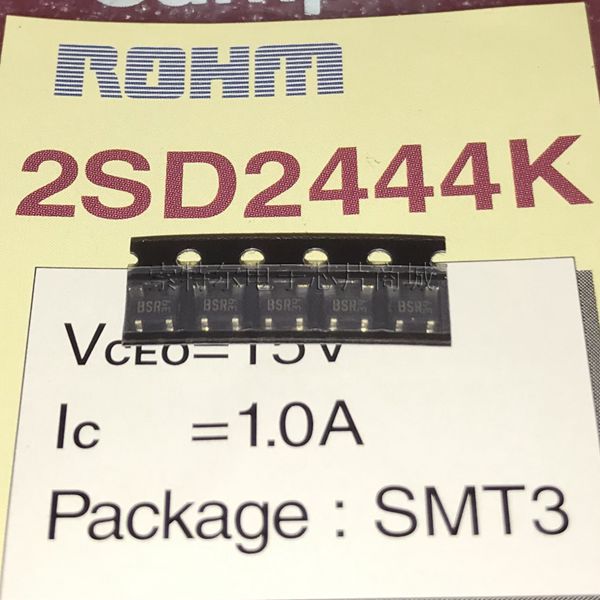 ROHM
2SD2444K
BSR BSR BSR BSR BSR
VCEO=15V
Ic =1.0A
Package : SMT3